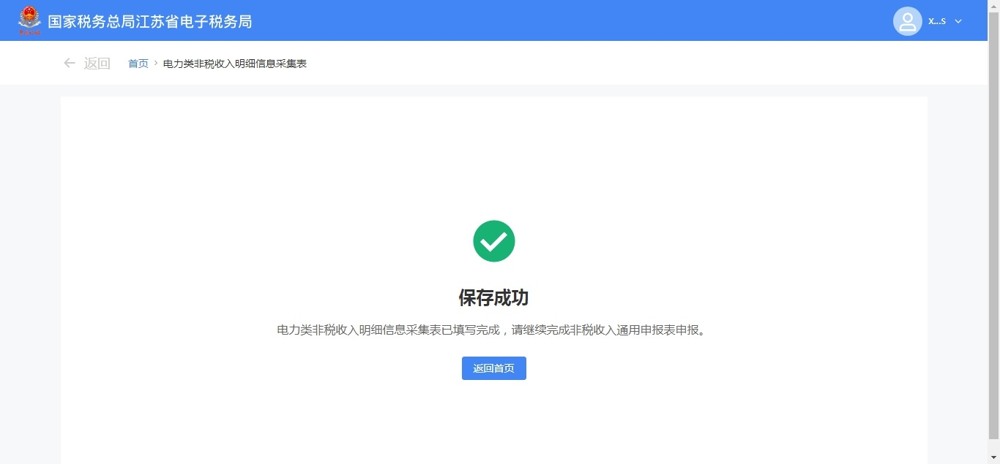 国家税务总局江苏省电子税务局
x...s
返回 首页 > 电力类非税收入明细信息采集表
保存成功
电力类非税收入明细信息采集表已填写完成，请继续完成非税收入通用申报表申报。
返回首页